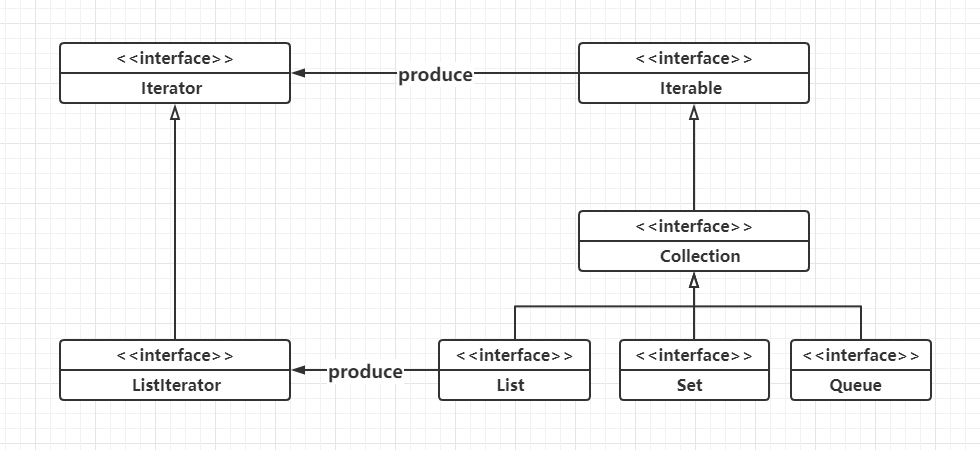 <<interface>>
Iterator
produce
<<interface>>
Iterable
<<interface>>
Collection
<<interface>>
ListIterator
produce
<<interface>>
List
<<interface>>
Set
<<interface>>
Queue